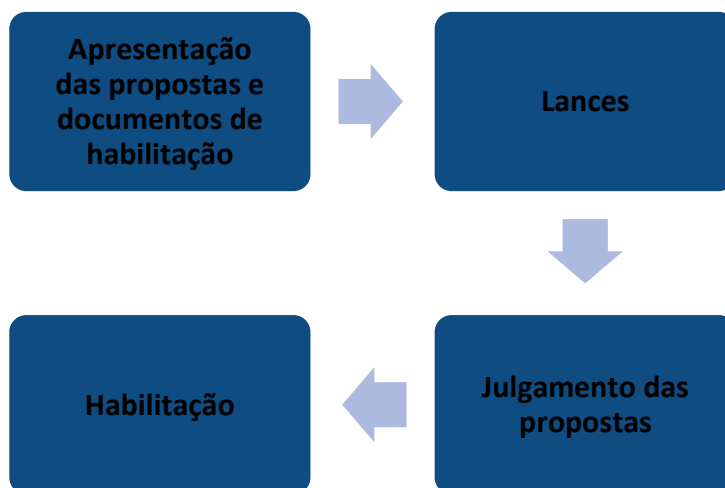 Apresentação
das propostas e
documentos de
habilitação
Lances
Julgamento das
propostas
Habilitação